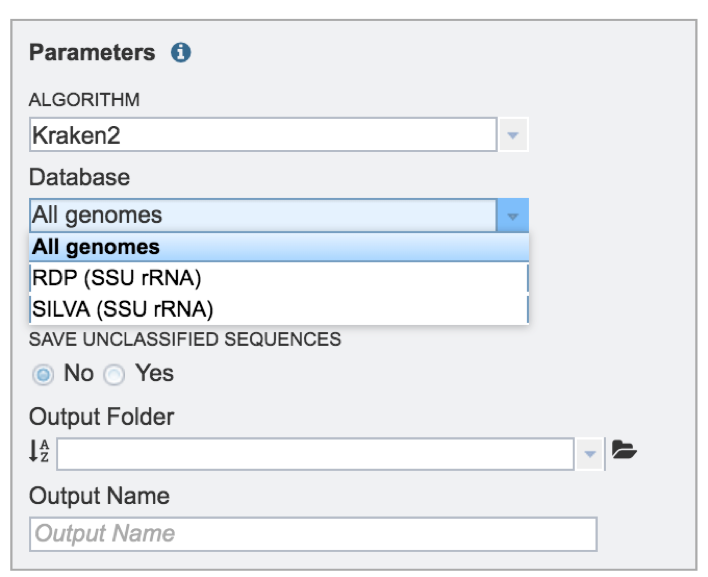 Parameters
ALGORITHM
Kraken2
Database
All genomes
All genomes
RDP (SSU rRNA)
SILVA (SSU rRNA)
SAVE UNCLASSIFIED SEQUENCES
No Yes
Output Folder
A
Z
Output Name
Output Name